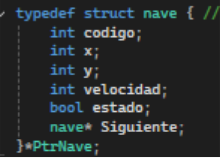 typedef struct nave { //
int codigo;
int x;
int y;
int velocidad;
bool estado;
nave* Siguiente;
}*PtrNave;